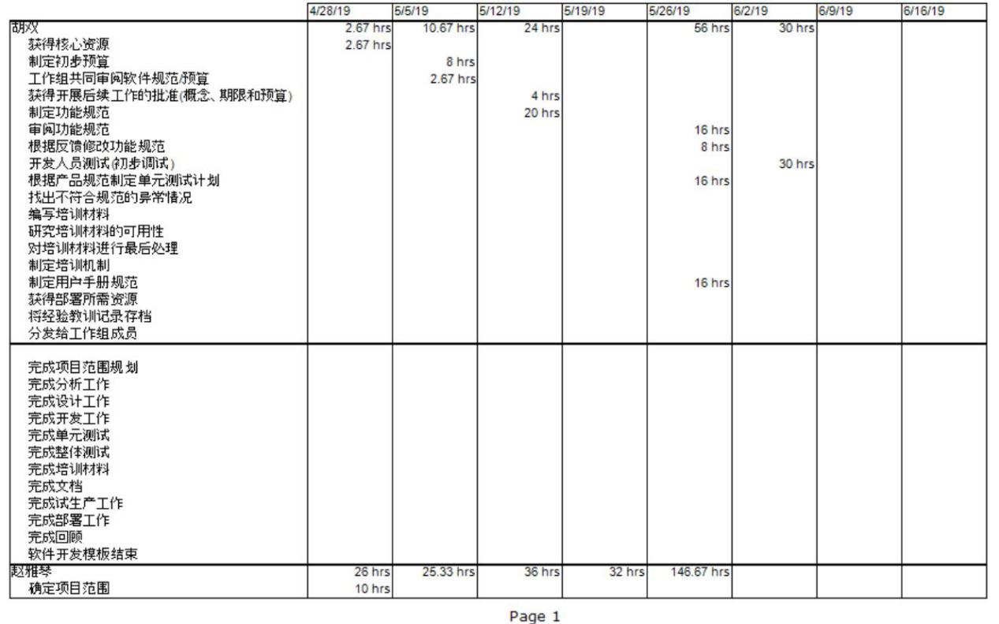 4/28/19 5/5/19 5/12/19 5/19/19 5/26/19 6/2/19 6/9/19 6/16/19
胡双 2.67 hrs 10.67 hrs 24 hrs 56 hrs 30 hrs
获得核心资源 2.67 hrs
制定初步预算 8 hrs
工作组共同审阅软件规范/预算 2.67 hrs
获得开展后续工作的批准(概念、期限和预算) 4 hrs
制定功能规范 20 hrs
审阅功能规范 16 hrs
根据反馈修改功能规范 8 hrs
开发人员测试(初步调试) 30 hrs
根据产品规范制定单元测试计划 16 hrs
找出不符合规范的异常情况
编写培训材料
研究培训材料的可用性
对培训材料进行最后处理
制定培训机制
制定用户手册规范 16 hrs
获得部署所需资源
将经验教训记录存档
分发给工作组成员
完成项目范围规划
完成分析工作
完成设计工作
完成开发工作
完成单元测试
完成整体测试
完成培训材料
完成文档
完成试生产工作
完成部署工作
完成回顾
软件开发模板结束
赵雅琴 26 hrs 25.33 hrs 36 hrs 32 hrs 146.67 hrs
确定项目范围 10 hrs
Page 1